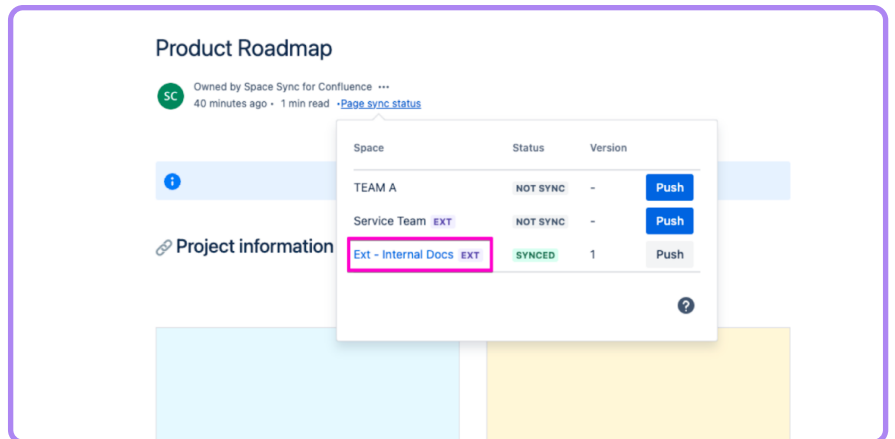 Product Roadmap
SC
Owned by Space Sync for Confluence •••
40 minutes ago • 1 min read •Page sync status
Space Status Version
TEAM A NOT SYNC - Push
Service Team EXT NOT SYNC - Push
Project information
Ext - Internal Docs EXT SYNCED 1 Push